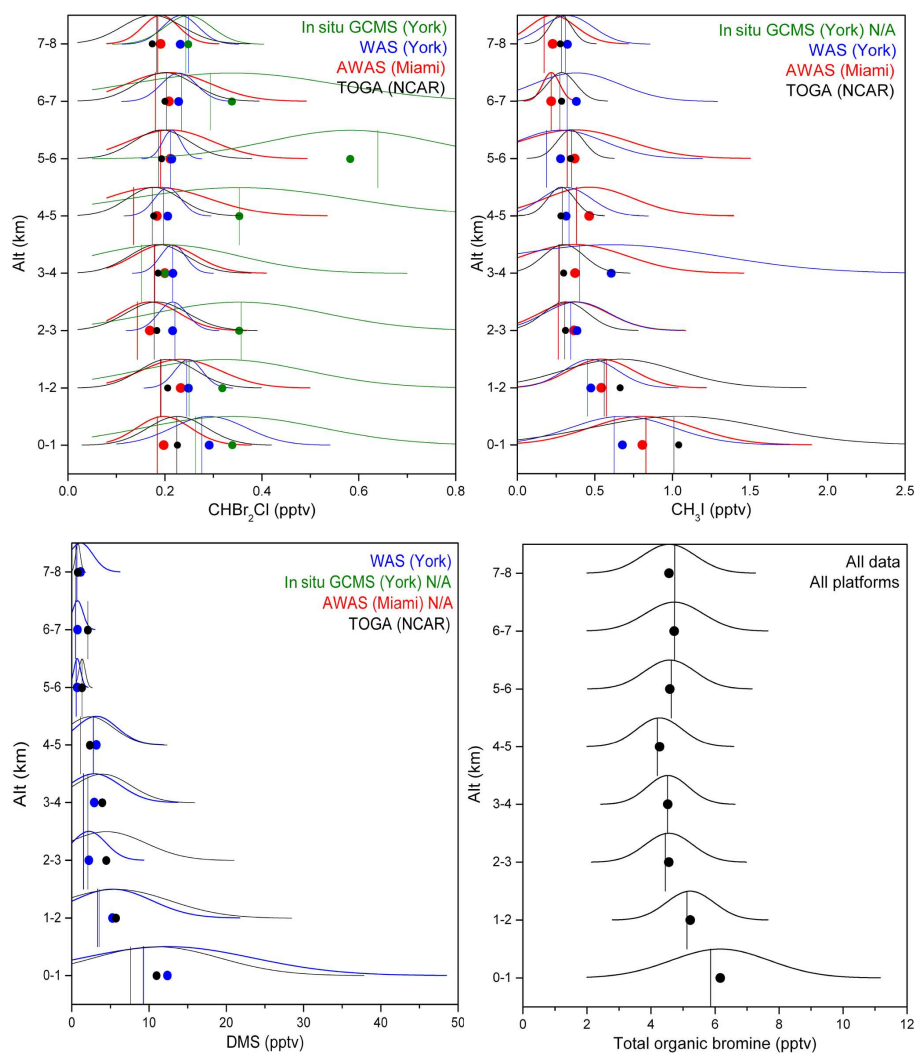 In situ GCMS (York)
WAS (York)
AWAS (Miami)
TOGA (NCAR)
Alt (km)
7-8
6-7
5-6
4-5
3-4
2-3
1-2
0-1
0.0 0.2 0.4 0.6 0.8
CHBr₂Cl (pptv)
In situ GCMS (York) N/A
WAS (York)
AWAS (Miami)
TOGA (NCAR)
Alt (km)
7-8
6-7
5-6
4-5
3-4
2-3
1-2
0-1
0.0 0.5 1.0 1.5 2.0 2.5
CH₃I (pptv)
WAS (York)
In situ GCMS (York) N/A
AWAS (Miami) N/A
TOGA (NCAR)
Alt (km)
7-8
6-7
5-6
4-5
3-4
2-3
1-2
0-1
0 10 20 30 40 50
DMS (pptv)
All data
All platforms
Alt (km)
7-8
6-7
5-6
4-5
3-4
2-3
1-2
0-1
0 2 4 6 8 10 12
Total organic bromine (pptv)